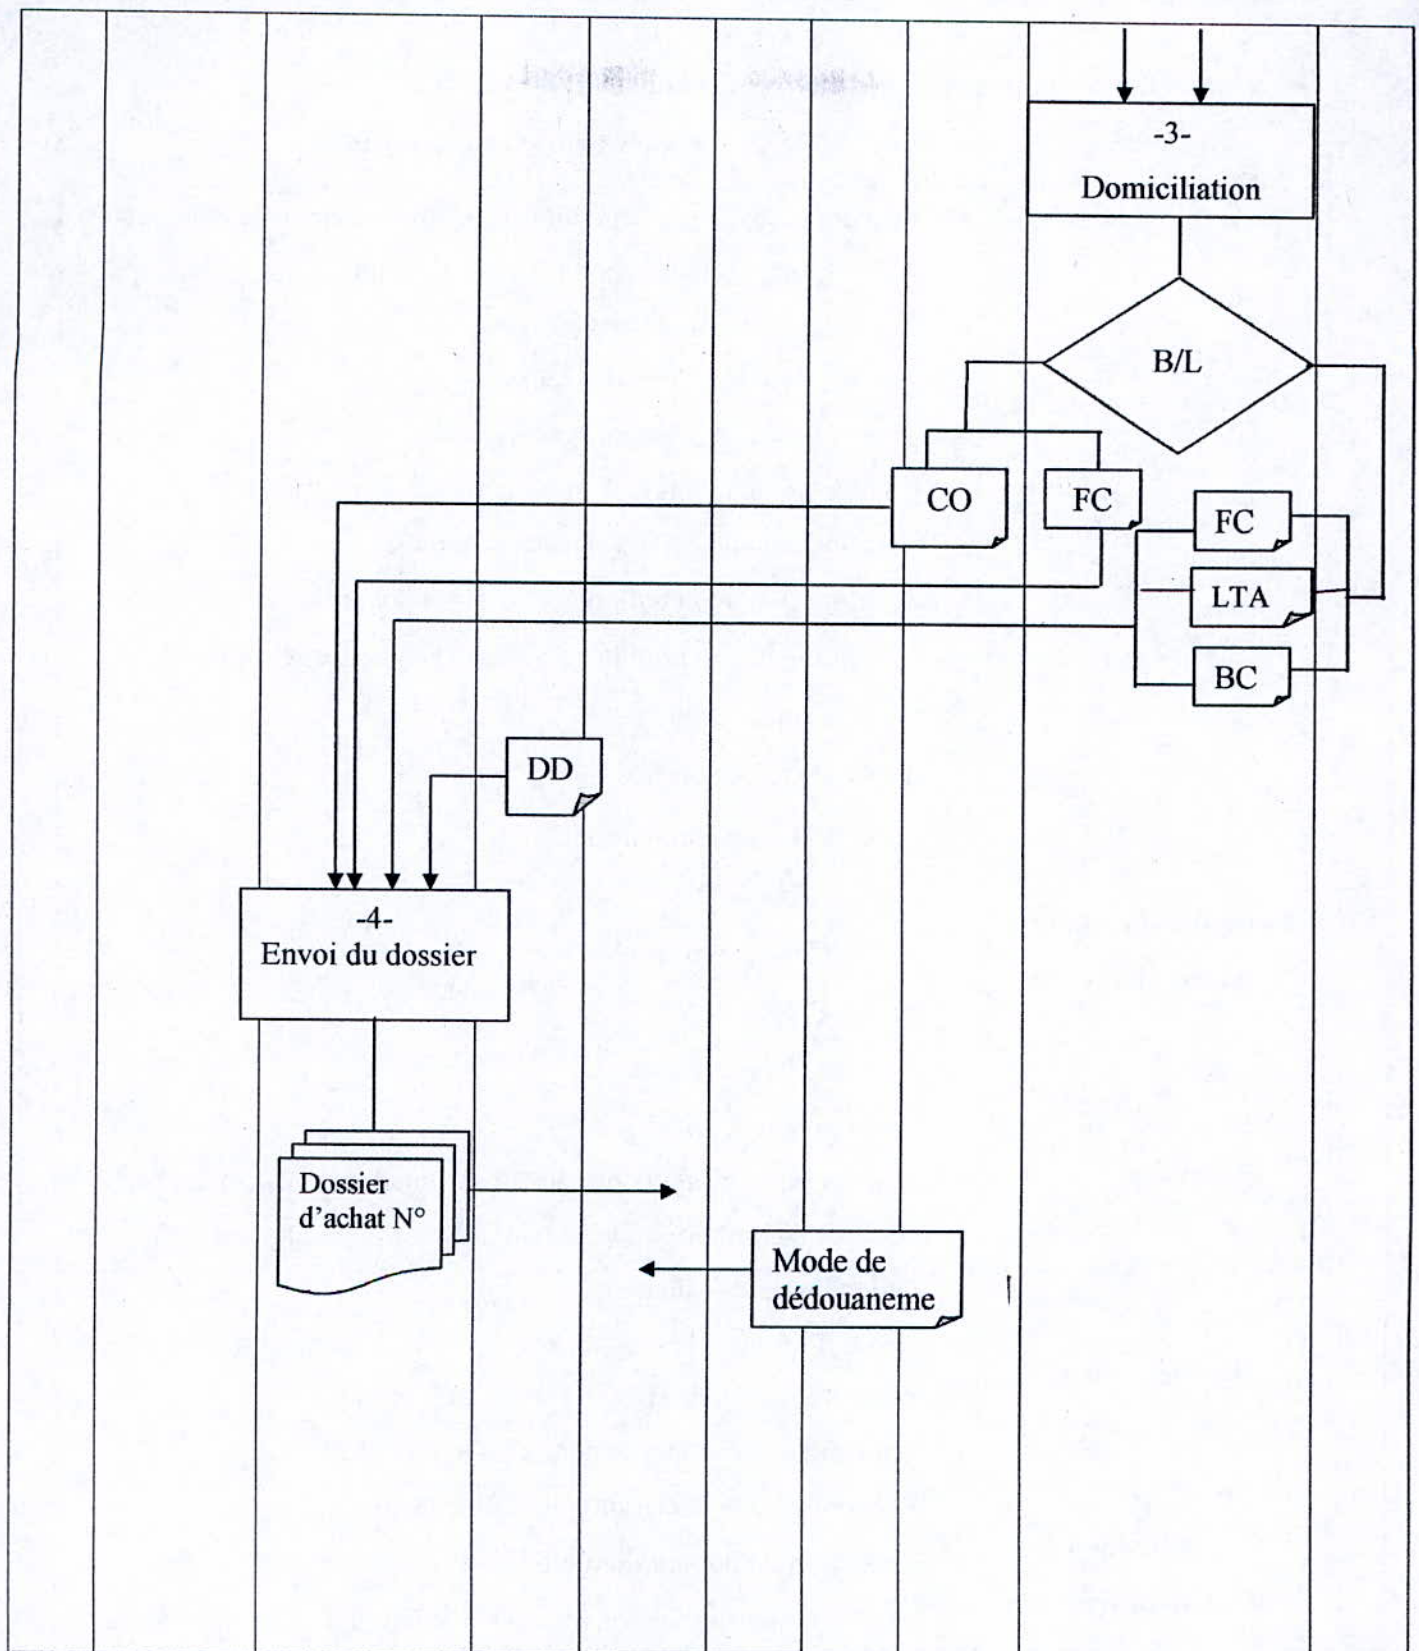 -3-
Domiciliation
B/L
CO
FC
FC
LTA
BC
DD
-4-
Envoi du dossier
Dossier
d’achat N°
Mode de
dédouaneme